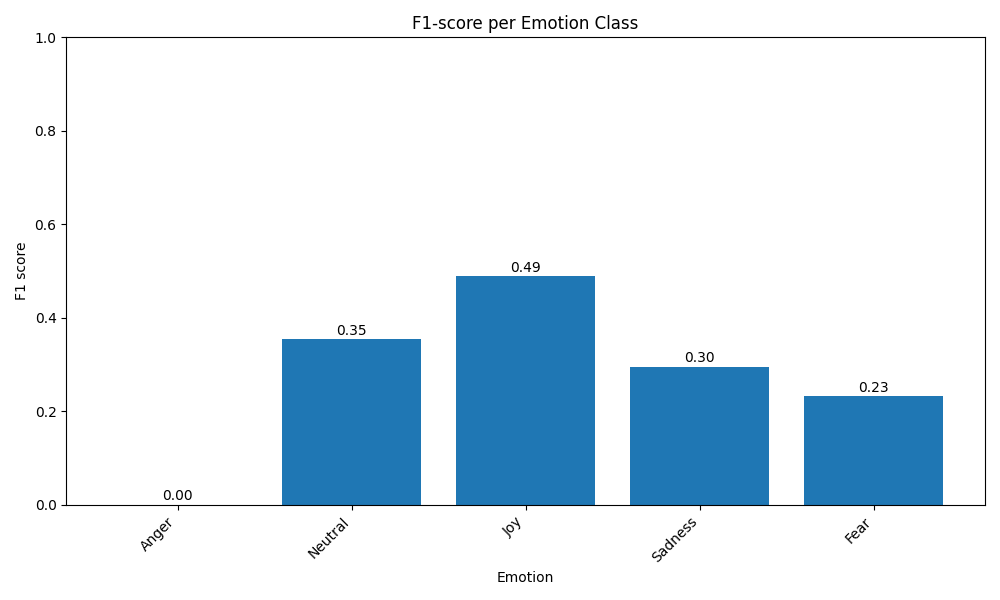 F1-score per Emotion Class
1.0
0.8
0.6
0.4
0.2
0.0
F1 score
0.00
0.35
0.49
0.30
0.23
Anger
Neutral
Joy
Sadness
Fear
Emotion